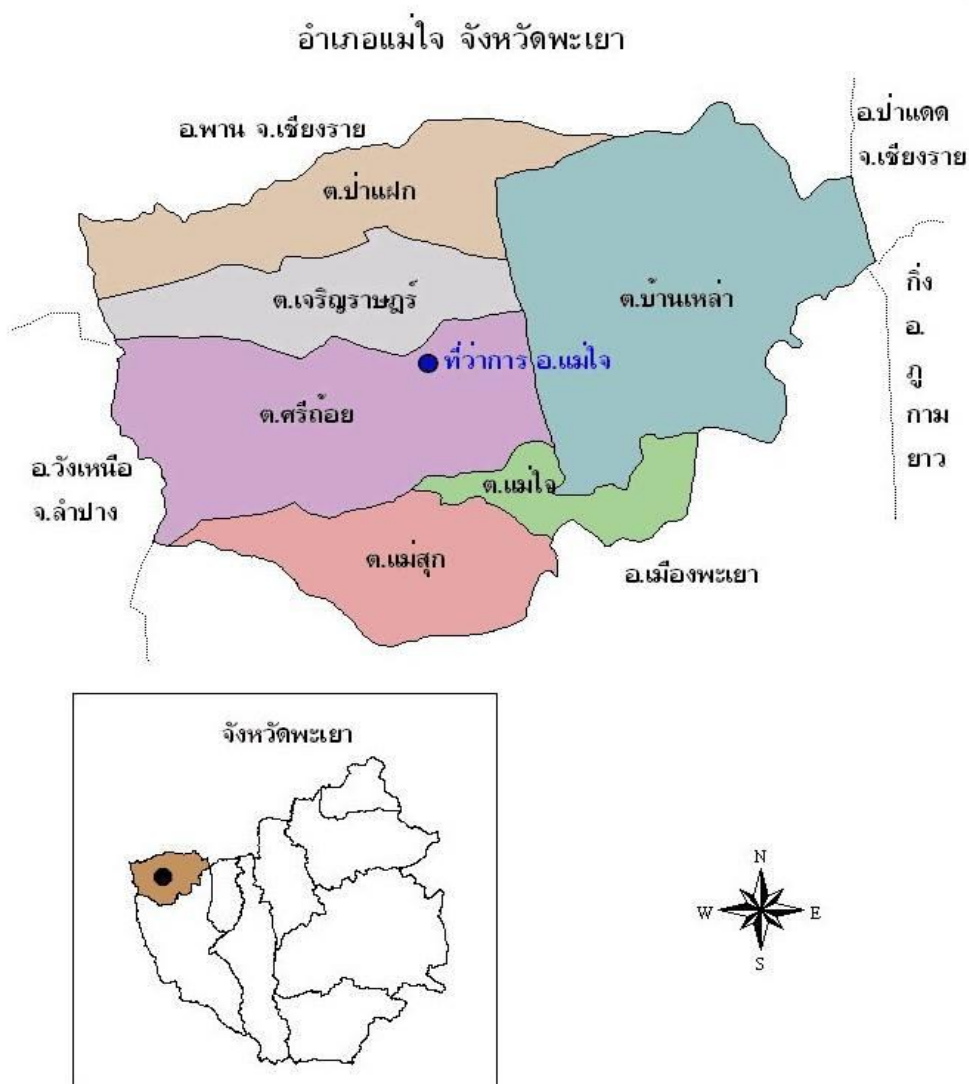 อำเภอแม่ใจ จังหวัดพะเยา
อ.พาน จ.เชียงราย
อ.ป่าแดด
จ.เชียงราย
ต.ป่าแฝก
ต.เจริญราษฎร์
ต.บ้านเหล่า
กิ่ง
อ.
ภู
กาม
ยาว
ที่ว่าการ อ.แม่ใจ
ต.ศรีถ้อย
อ.วังเหนือ
จ.ลำปาง
ต.แม่ใจ
ต.แม่สุก
อ.เมืองพะเยา
จังหวัดพะเยา
N
W E
S